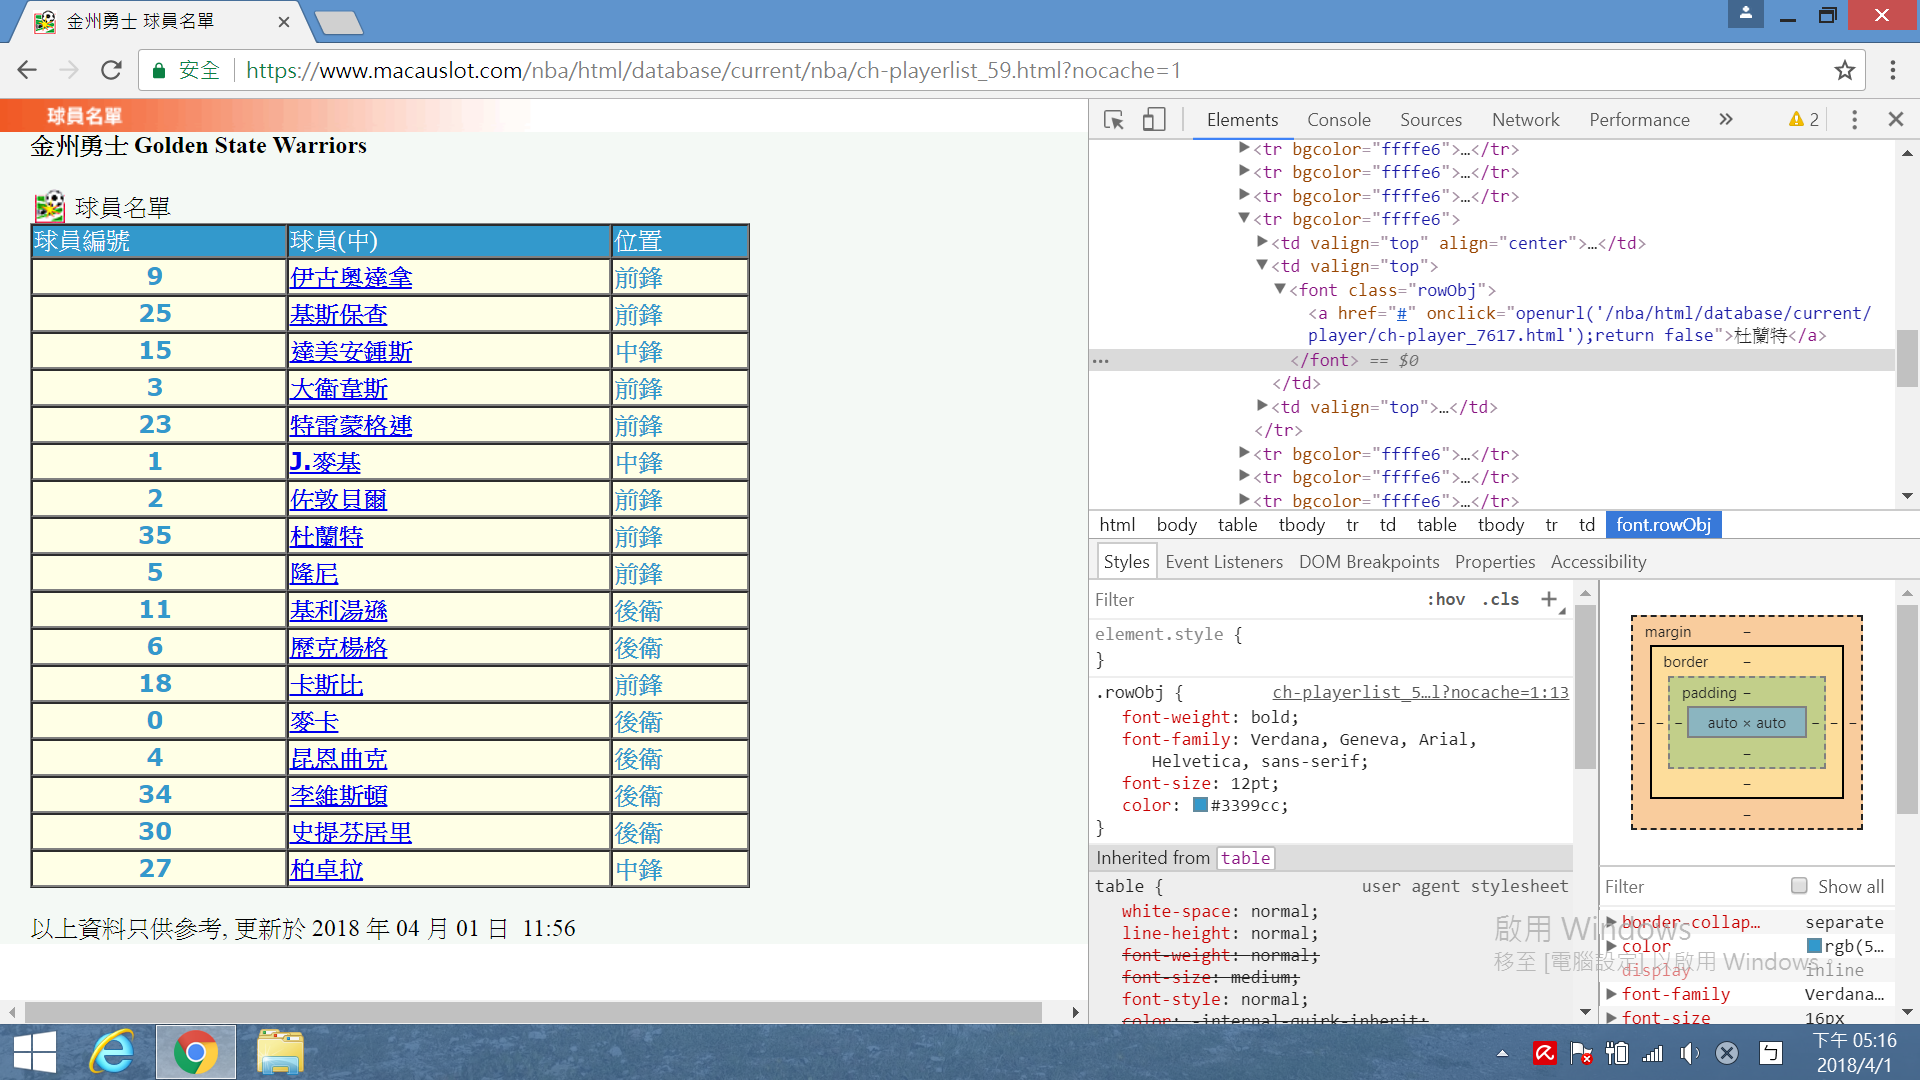 金州勇士 球員名單
安全
https://www.macauslot.com/nba/html/database/current/nba/ch-playerlist_59.html?nocache=1
球員名單
金州勇士 Golden State Warriors
球員名單
球員編號 球員(中) 位置
9 伊古奧達拿 前鋒
25 基斯保查 前鋒
15 達美安鍾斯 中鋒
3 大衛韋斯 前鋒
23 特雷蒙格連 前鋒
1 J.麥基 中鋒
2 佐敦貝爾 前鋒
35 杜蘭特 前鋒
5 隆尼 前鋒
11 基利湯遜 後衛
6 歷克楊格 後衛
18 卡斯比 前鋒
0 麥卡 後衛
4 昆恩曲克 後衛
34 李維斯頓 後衛
30 史提芬居里 後衛
27 柏卓拉 中鋒
以上資料只供參考, 更新於 2018 年 04 月 01 日 11:56
Elements Console Sources Network Performance » 2
<tr bgcolor="ffffe6">…</tr>
<tr bgcolor="ffffe6">…</tr>
<tr bgcolor="ffffe6">…</tr>
<tr bgcolor="ffffe6">
<td valign="top" align="center">…</td>
<td valign="top">
<font class="rowObj">
<a href="#" onclick="openurl('/nba/html/database/current/
player/ch-player_7617.html');return false">杜蘭特</a>
</font> == $0
</td>
<td valign="top">…</td>
</tr>
<tr bgcolor="ffffe6">…</tr>
<tr bgcolor="ffffe6">…</tr>
<tr bgcolor="ffffe6">…</tr>
html body table tbody tr td table tbody tr td font.rowObj
Styles Event Listeners DOM Breakpoints Properties Accessibility
Filter :hov .cls +
element.style {
}
.rowObj { ch-playerlist_5…l?nocache=1:13
font-weight: bold;
font-family: Verdana, Geneva, Arial,
Helvetica, sans-serif;
font-size: 12pt;
color: #3399cc;
}
Inherited from table
table { user agent stylesheet
white-space: normal;
line-height: normal;
font-weight: normal;
font-size: medium;
font-style: normal;
color: -internal-quirk-inherit;
margin –
border –
padding –
– – – auto × auto – – –
–
–
–
Filter Show all
border-collap… separate
color rgb(5…
display inline
font-family Verdana…
font-size 16px
啟用 Windows
移至 [電腦設定] 以啟用 Windows。
下午 05:16
2018/4/1